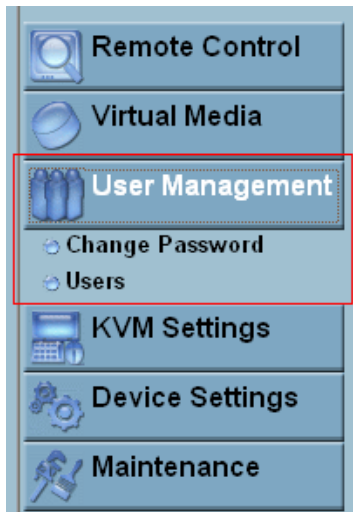 Remote Control
Virtual Media
User Management
Change Password
Users
KVM Settings
Device Settings
Maintenance